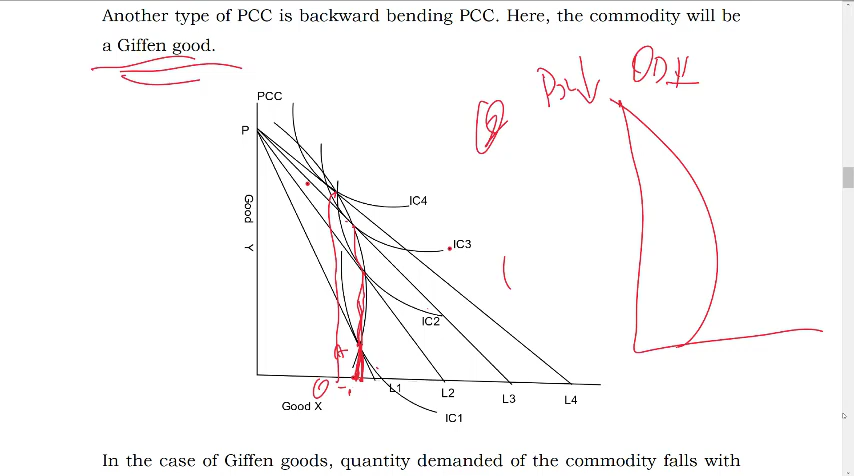 Another type of PCC is backward bending PCC. Here, the commodity will be
a Giffen good.
PCC
P
Good Y
IC4
IC3
IC2
L1
L2
L3
L4
Good X
IC1
In the case of Giffen goods, quantity demanded of the commodity falls with